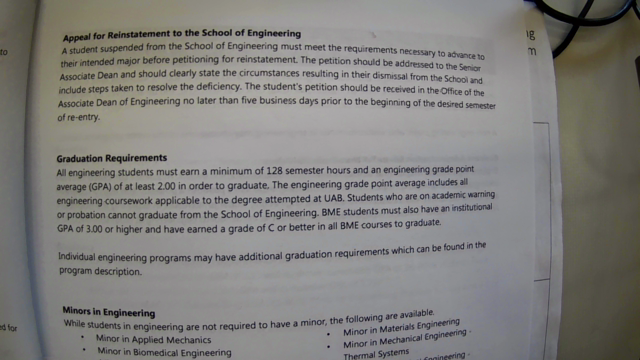 Appeal for Reinstatement to the School of Engineering
A student suspended from the School of Engineering must meet the requirements necessary to advance to
their intended major before petitioning for reinstatement. The petition should be addressed to the Senior
Associate Dean and should clearly state the circumstances resulting in their dismissal from the School and
include steps taken to resolve the deficiency. The student's petition should be received in the Office of the
Associate Dean of Engineering no later than five business days prior to the beginning of the desired semester
of re-entry.
Graduation Requirements
All engineering students must earn a minimum of 128 semester hours and an engineering grade point
average (GPA) of at least 2.00 in order to graduate. The engineering grade point average includes all
engineering coursework applicable to the degree attempted at UAB. Students who are on academic warning
or probation cannot graduate from the School of Engineering. BME students must also have an institutional
GPA of 3.00 or higher and have earned a grade of C or better in all BME courses to graduate.
Individual engineering programs may have additional graduation requirements which can be found in the
program description.
Minors in Engineering
While students in engineering are not required to have a minor, the following are available.
• Minor in Applied Mechanics
• Minor in Biomedical Engineering
• Minor in Materials Engineering
• Minor in Mechanical Engineering -
Thermal Systems
Engineering -
to
ed for